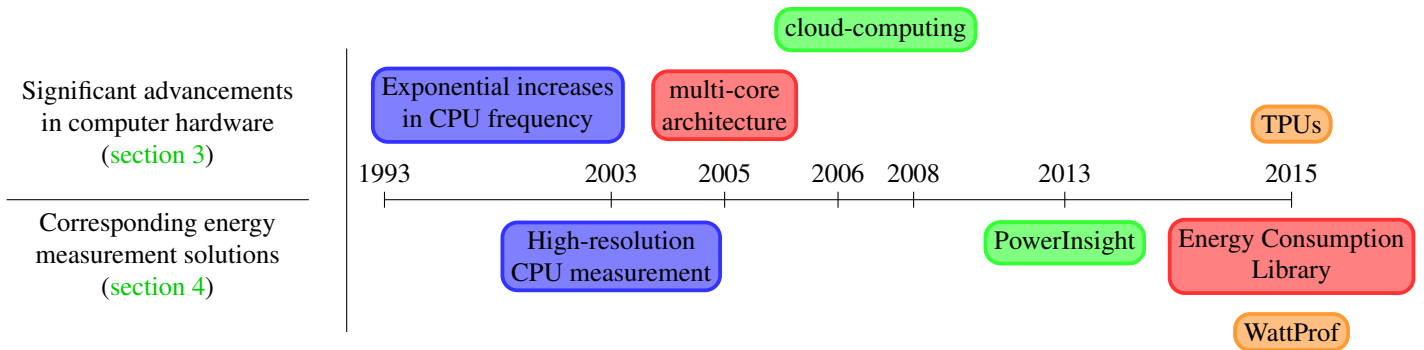 cloud-computing
Significant advancements
in computer hardware
(section 3)
Exponential increases
in CPU frequency
multi-core
architecture
TPUs
1993 2003 2005 2006 2008 2013 2015
Corresponding energy
measurement solutions
(section 4)
High-resolution
CPU measurement
PowerInsight
Energy Consumption
Library
WattProf